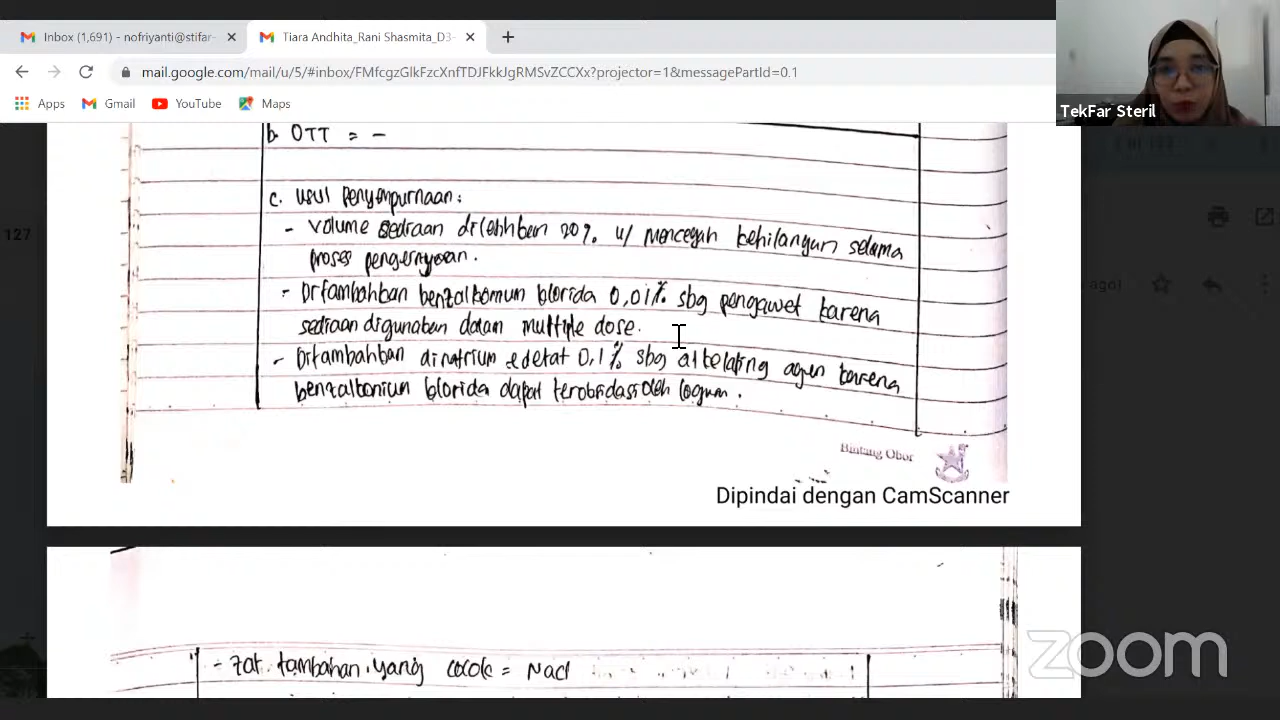 Inbox (1,691) - nofriyanti@stifar-
Tiara Andhita_Rani Shasmita_D3-
mail.google.com/mail/u/5/#inbox/FMfcgzGlkFzcXnfTDJFkkJgRMSvZCCXx?projector=1&messagePartId=0.1
Apps Gmail YouTube Maps
TekFar Steril
127
b. OTT = -
c. Usul Penyempurnaan:
- Volume sediaan dilebihkan 20% u/ mencegah kehilangan selama
proses pengerjaan.
- Ditambahkan benzalkonium klorida 0,01% sbg pengawet karena
sediaan digunakan dalam multiple dose.
- Ditambahkan dinatrium edetat 0,1% sbg agen karena
benzalkonium klorida dapat teroksidasi oleh logam.
Bintang Obor
Dipindai dengan CamScanner
- zat tambahan yang cocok = NaCl
zoom